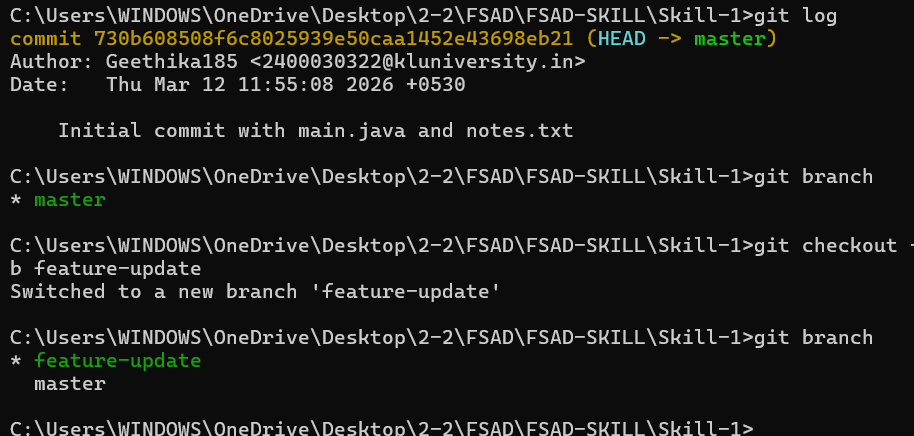 C:\Users\WINDOWS\OneDrive\Desktop\2-2\FSAD\FSAD-SKILL\Skill-1>git log
commit 730b608508f6c8025939e50caa1452e43698eb21 (HEAD -> master)
Author: Geethika185 <2400030322@kluniversity.in>
Date:   Thu Mar 12 11:55:08 2026 +0530

    Initial commit with main.java and notes.txt

C:\Users\WINDOWS\OneDrive\Desktop\2-2\FSAD\FSAD-SKILL\Skill-1>git branch
* master

C:\Users\WINDOWS\OneDrive\Desktop\2-2\FSAD\FSAD-SKILL\Skill-1>git checkout -
b feature-update
Switched to a new branch 'feature-update'

C:\Users\WINDOWS\OneDrive\Desktop\2-2\FSAD\FSAD-SKILL\Skill-1>git branch
* feature-update
  master

C:\Users\WINDOWS\OneDrive\Desktop\2-2\FSAD\FSAD-SKILL\Skill-1>